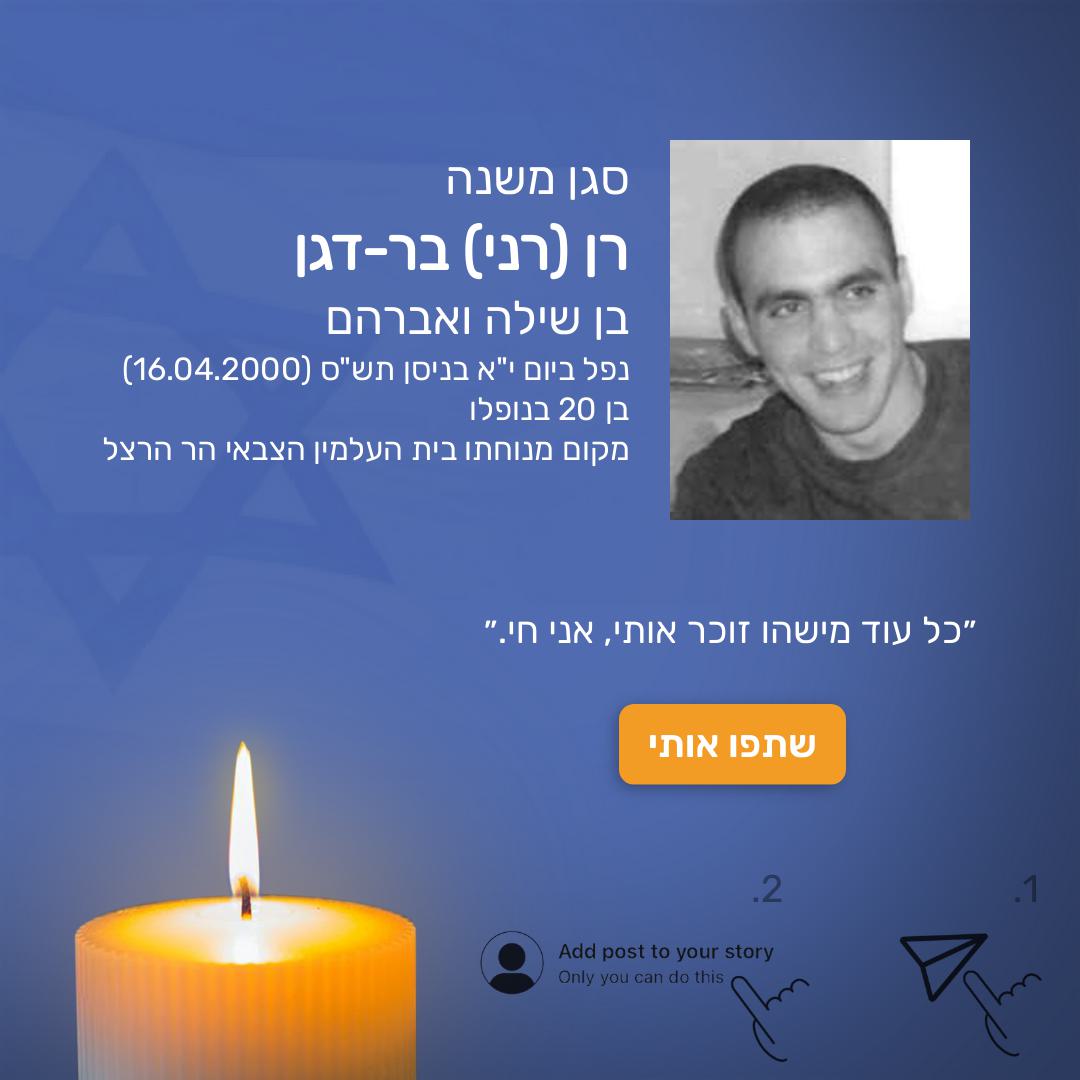 סגן משנה
רן (רני) בר-דגן
בן שילה ואברהם
נפל ביום י"א בניסן תש"ס (16.04.2000)
בן 20 בנופלו
מקום מנוחתו בית העלמין הצבאי הר הרצל
״כל עוד מישהו זוכר אותי, אני חי.״
שתפו אותי
1.
2.
Add post to your story
Only you can do this